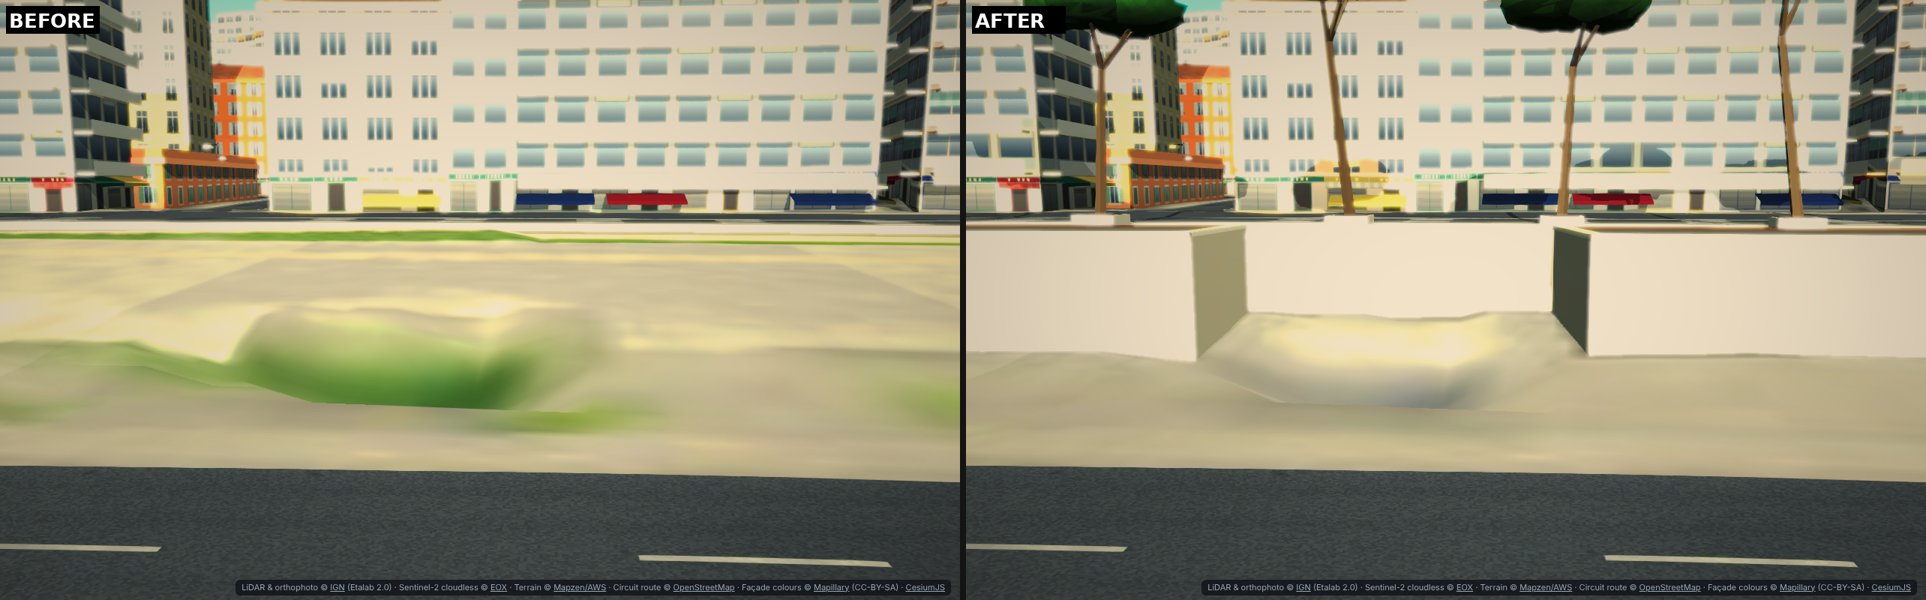 BEFORE
AFTER
LiDAR & orthophoto © IGN (Etalab 2.0) · Sentinel-2 cloudless © EOX · Terrain © Mapzen/AWS · Circuit route © OpenStreetMap · Façade colours © Mapillary (CC-BY-SA) · CesiumJS
LiDAR & orthophoto © IGN (Etalab 2.0) · Sentinel-2 cloudless © EOX · Terrain © Mapzen/AWS · Circuit route © OpenStreetMap · Façade colours © Mapillary (CC-BY-SA) · CesiumJS